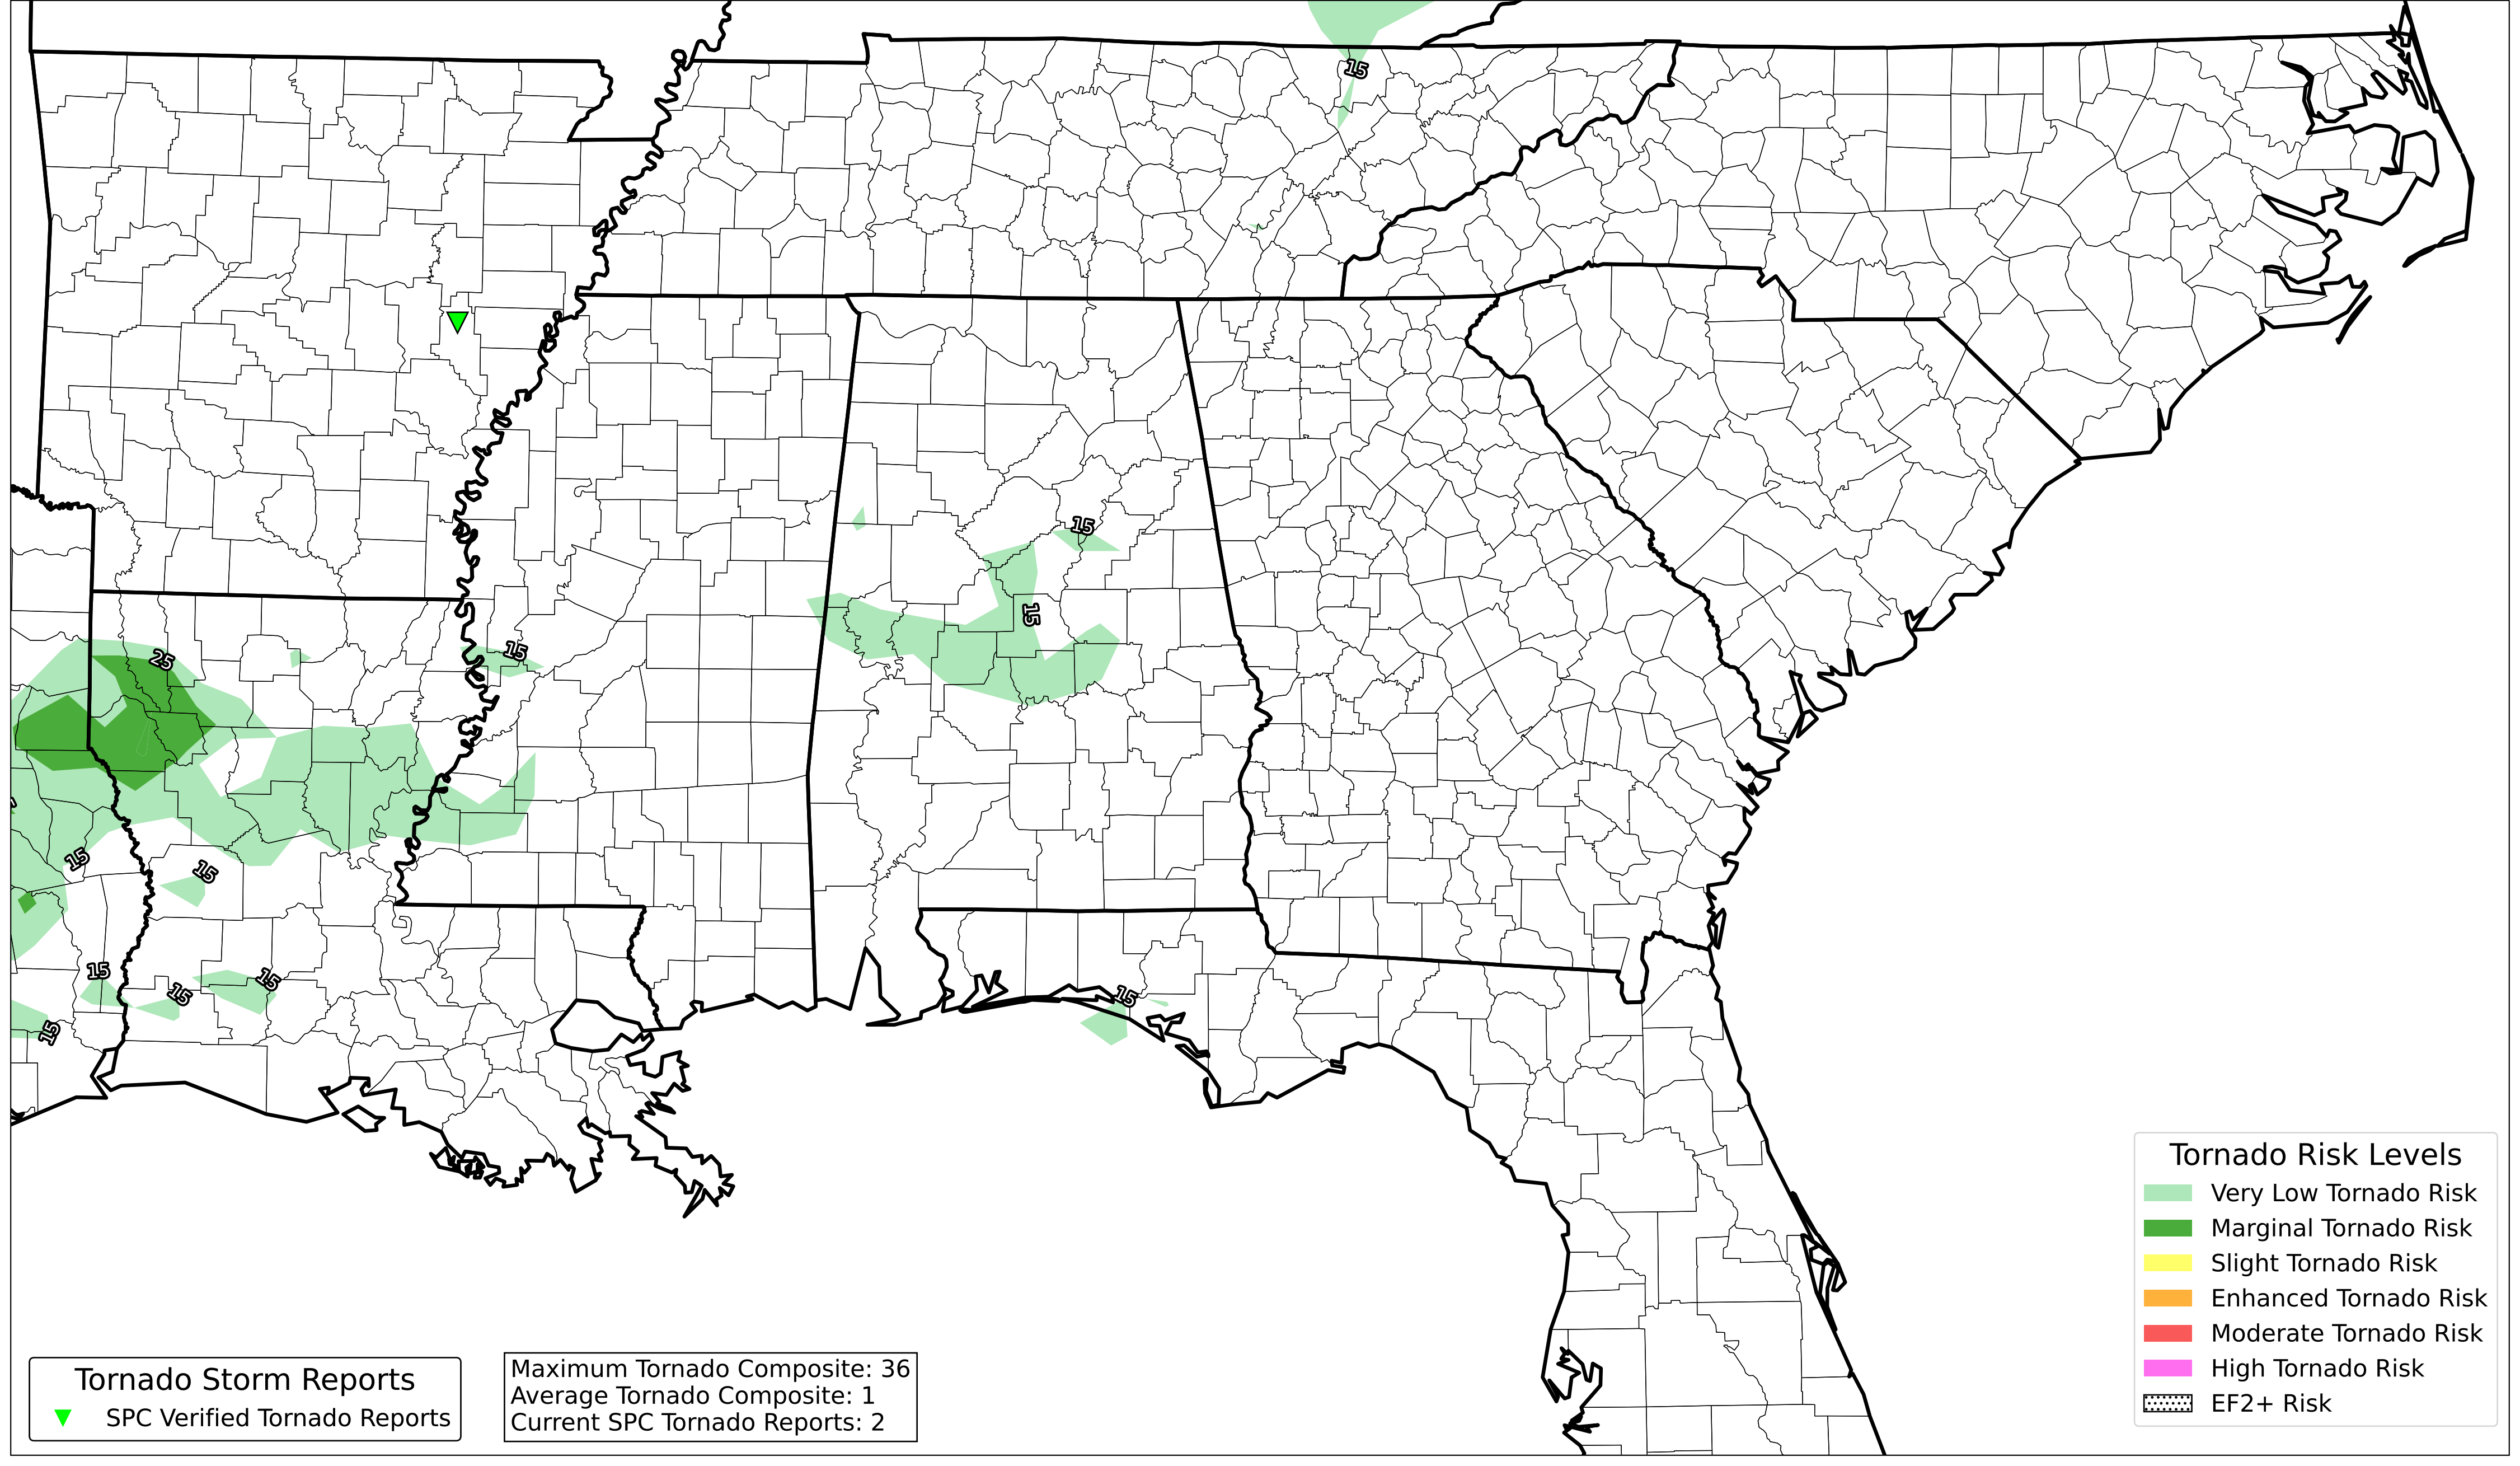 15
15
15
15
25
15
15
15
15
15
15
15
Tornado Risk Levels
Very Low Tornado Risk
Marginal Tornado Risk
Slight Tornado Risk
Enhanced Tornado Risk
Moderate Tornado Risk
High Tornado Risk
EF2+ Risk
Tornado Storm Reports
SPC Verified Tornado Reports
Maximum Tornado Composite: 36
Average Tornado Composite: 1
Current SPC Tornado Reports: 2